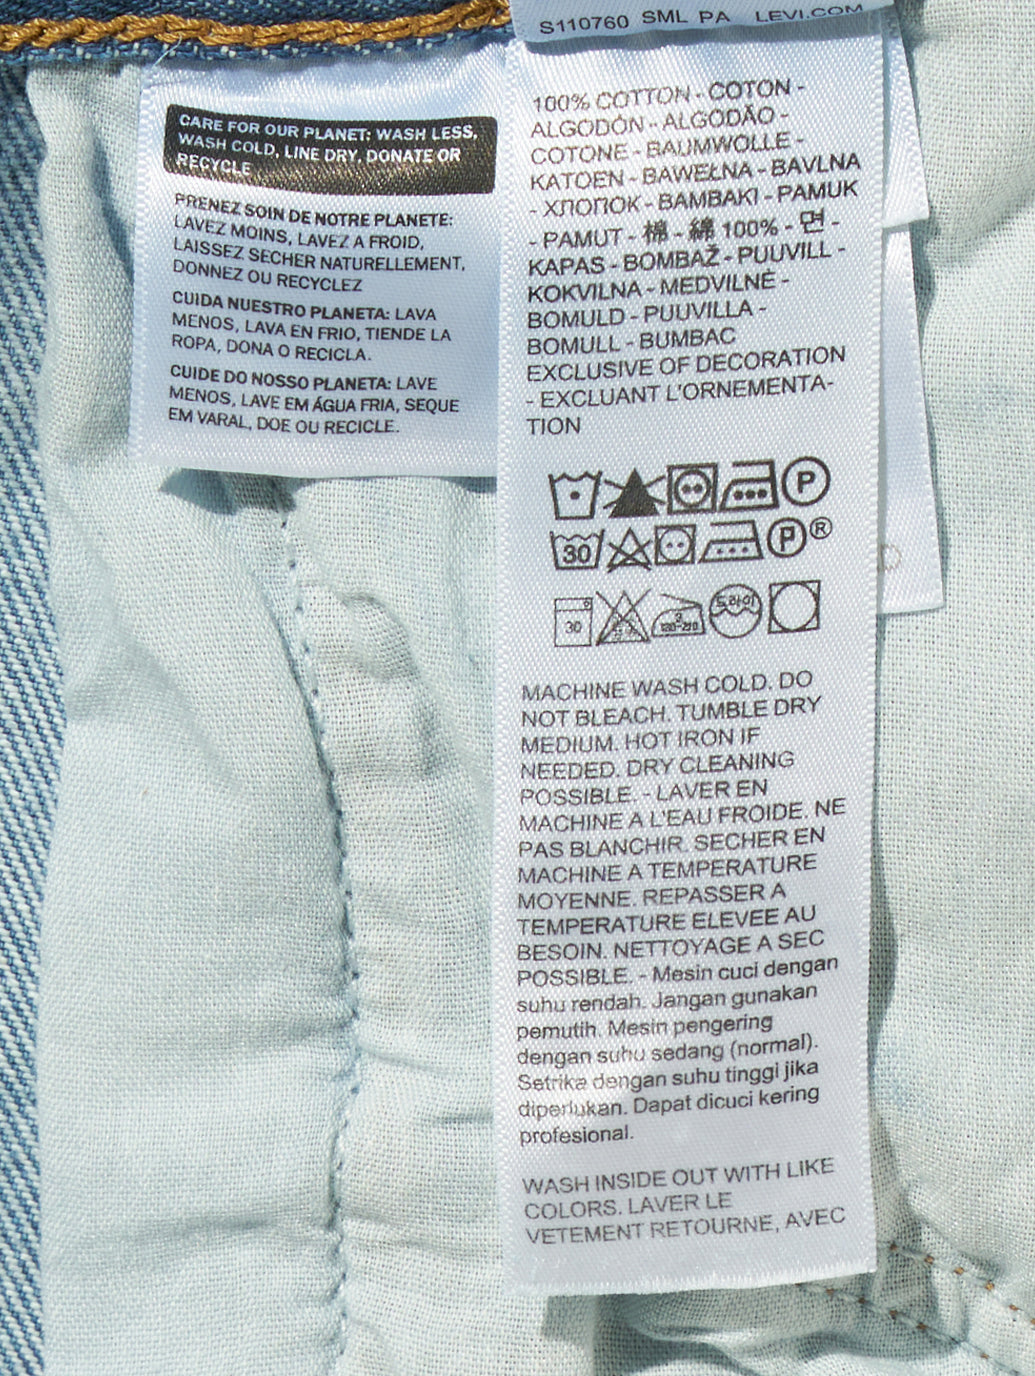 S110760 SML PA LEVI.COM
CARE FOR OUR PLANET: WASH LESS,
WASH COLD, LINE DRY, DONATE OR
RECYCLE
PRENEZ SOIN DE NOTRE PLANETE:
LAVEZ MOINS, LAVEZ A FROID,
LAISSEZ SECHER NATURELLEMENT,
DONNEZ OU RECYCLEZ
CUIDA NUESTRO PLANETA: LAVA
MENOS, LAVA EN FRIO, TIENDE LA
ROPA, DONA O RECICLA.
CUIDE DO NOSSO PLANETA: LAVE
MENOS, LAVE EM ÁGUA FRIA, SEQUE
EM VARAL, DOE OU RECICLE.
100% COTTON - COTON -
ALGODÓN - ALGODÃO -
COTONE - BAUMWOLLE -
KATOEN - BAWEŁNA - BAVLNA
- ХЛОПОК - ΒΑΜΒΑΚΙ - PAMUK
- PAMUT - 棉 - 綿 100% - 면 -
KAPAS - BOMBAŽ - PUUVILL -
KOKVILNA - MEDVILNĖ -
BOMULD - PUUVILLA -
BOMULL - BUMBAC
EXCLUSIVE OF DECORATION
- EXCLUANT L'ORNEMENTA-
TION
P
30 P ®
30 3 180-210 드라이
MACHINE WASH COLD. DO
NOT BLEACH. TUMBLE DRY
MEDIUM. HOT IRON IF
NEEDED. DRY CLEANING
POSSIBLE. - LAVER EN
MACHINE A L'EAU FROIDE. NE
PAS BLANCHIR. SECHER EN
MACHINE A TEMPERATURE
MOYENNE. REPASSER A
TEMPERATURE ELEVEE AU
BESOIN. NETTOYAGE A SEC
POSSIBLE. - Mesin cuci dengan
suhu rendah. Jangan gunakan
pemutih. Mesin pengering
dengan suhu sedang (normal).
Setrika dengan suhu tinggi jika
diperlukan. Dapat dicuci kering
profesional.
WASH INSIDE OUT WITH LIKE
COLORS. LAVER LE
VETEMENT RETOURNE, AVEC